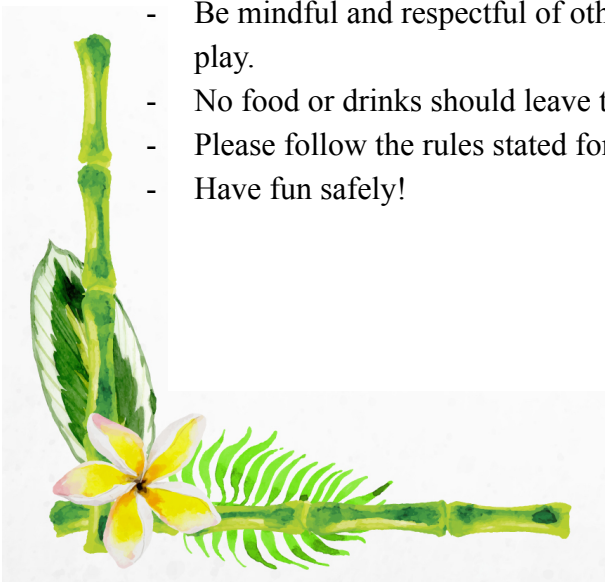 - Be mindful and respectful of oth
play.
- No food or drinks should leave t
- Please follow the rules stated for
- Have fun safely!